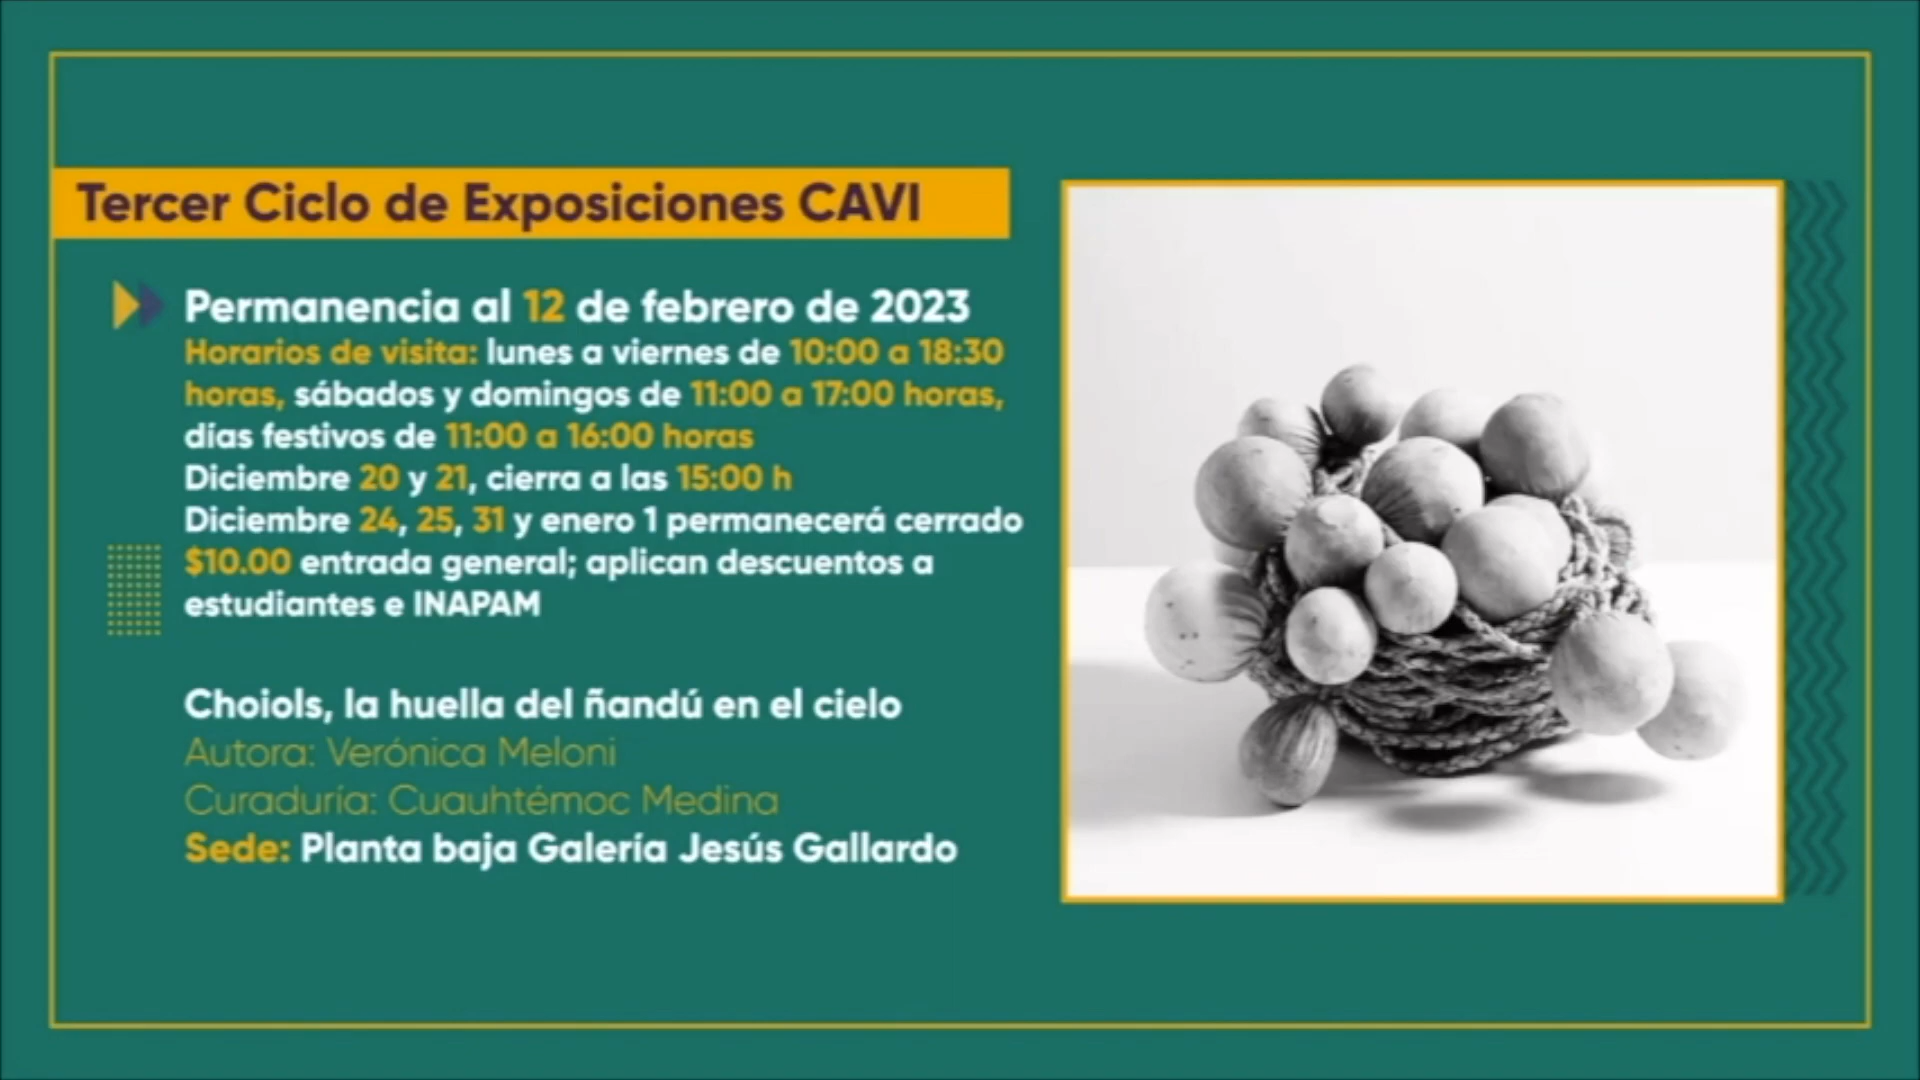 Tercer Ciclo de Exposiciones CAVI
Permanencia al 12 de febrero de 2023
Horarios de visita: lunes a viernes de 10:00 a 18:30
horas, sábados y domingos de 11:00 a 17:00 horas,
días festivos de 11:00 a 16:00 horas
Diciembre 20 y 21, cierra a las 15:00 h
Diciembre 24, 25, 31 y enero 1 permanecerá cerrado
$10.00 entrada general; aplican descuentos a
estudiantes e INAPAM
Choiols, la huella del ñandú en el cielo
Autora: Verónica Meloni
Curaduría: Cuauhtémoc Medina
Sede: Planta baja Galería Jesús Gallardo